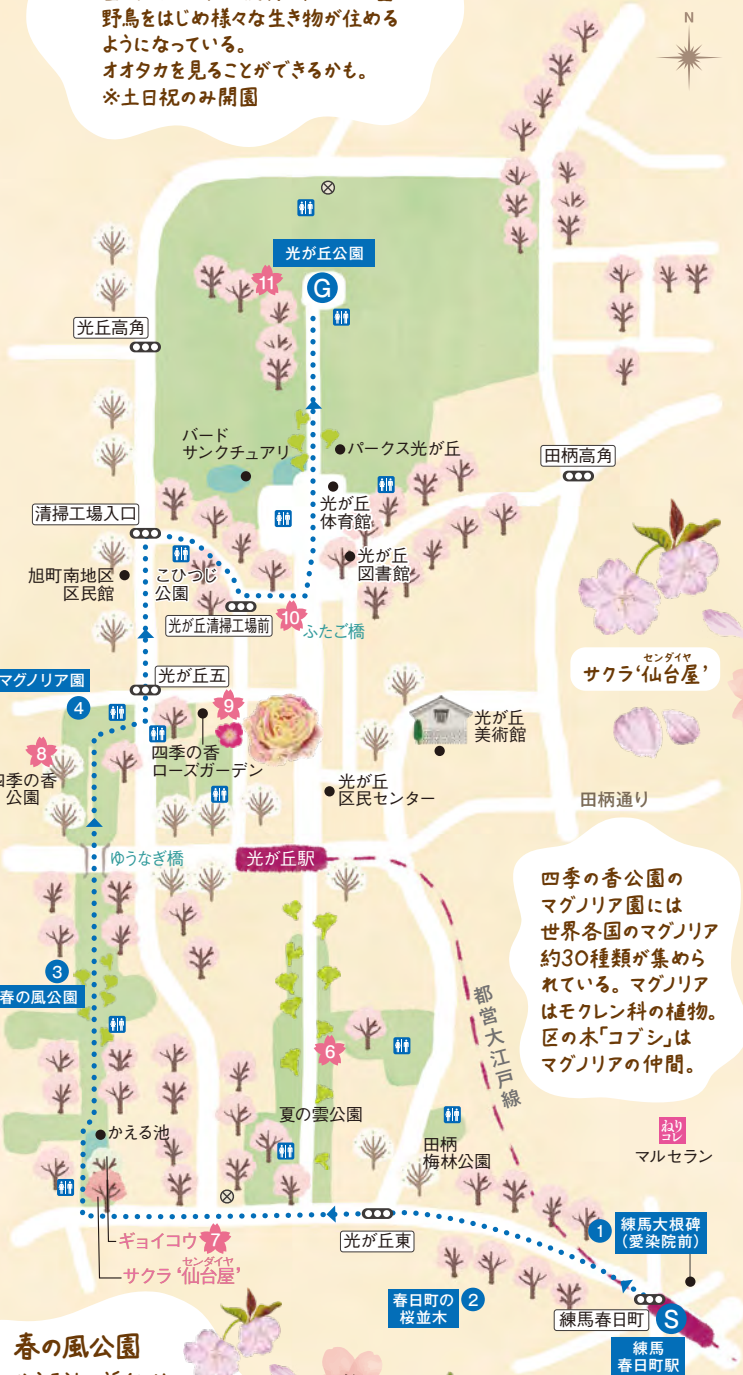 野鳥をはじめ様々な生き物が住める
ようになっている。
オオタカを見ることができるかも。
※土日祝のみ開園
N
光が丘公園
11
G
光丘高角
バード
サンクチュアリ
パークス光が丘
田柄高角
清掃工場入口
光が丘
体育館
旭町南地区
区民館
こひつじ
公園
光が丘
図書館
光が丘清掃工場前
10
ふたご橋
センダイヤ
サクラ‘仙台屋’
マグノリア園
4
光が丘五
9
8
四季の香
ローズガーデン
四季の香
公園
光が丘
美術館
光が丘
区民センター
田柄通り
ゆうなぎ橋
光が丘駅
四季の香公園の
マグノリア園には
世界各国のマグノリア
約30種類が集めら
れている。マグノリア
はモクレン科の植物。
区の木「コブシ」は
マグノリアの仲間。
3
春の風公園
都営大江戸線
6
夏の雲公園
かえる池
田柄
梅林公園
ねり
コレ
マルセラン
ギョイコウ
7
センダイヤ
サクラ‘仙台屋’
光が丘東
1
練馬大根碑
(愛染院前)
春日町の
桜並木
2
練馬春日町
S
練馬
春日町駅
春の風公園